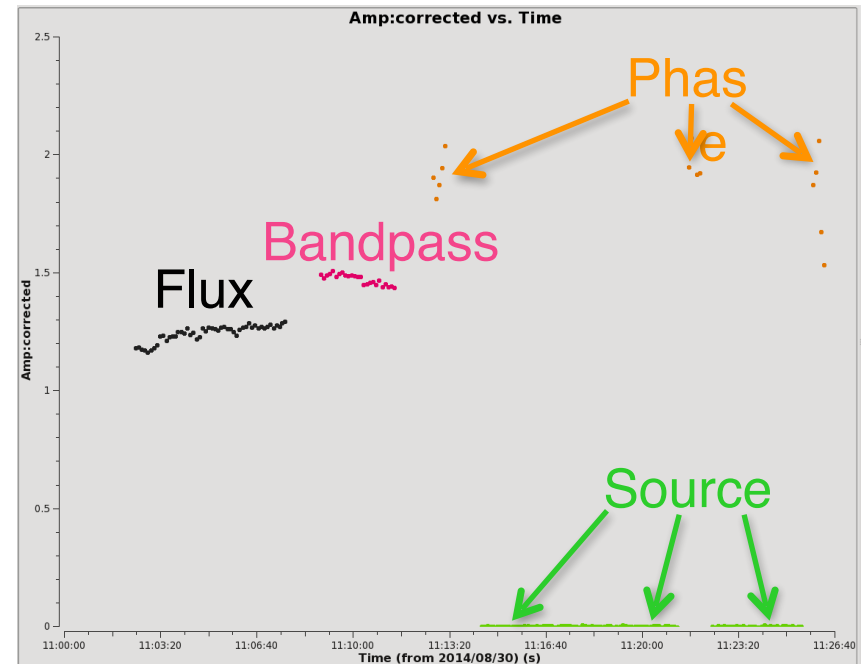 Amp:corrected vs. Time
2.5
Phas
e
2
Bandpass
1.5
Flux
Amp:corrected
1
Source
0.5
0
11:00:00 11:03:20 11:06:40 11:10:00 11:13:20 11:16:40 11:20:00 11:23:20 11:26:40
Time (from 2014/08/30) (s)